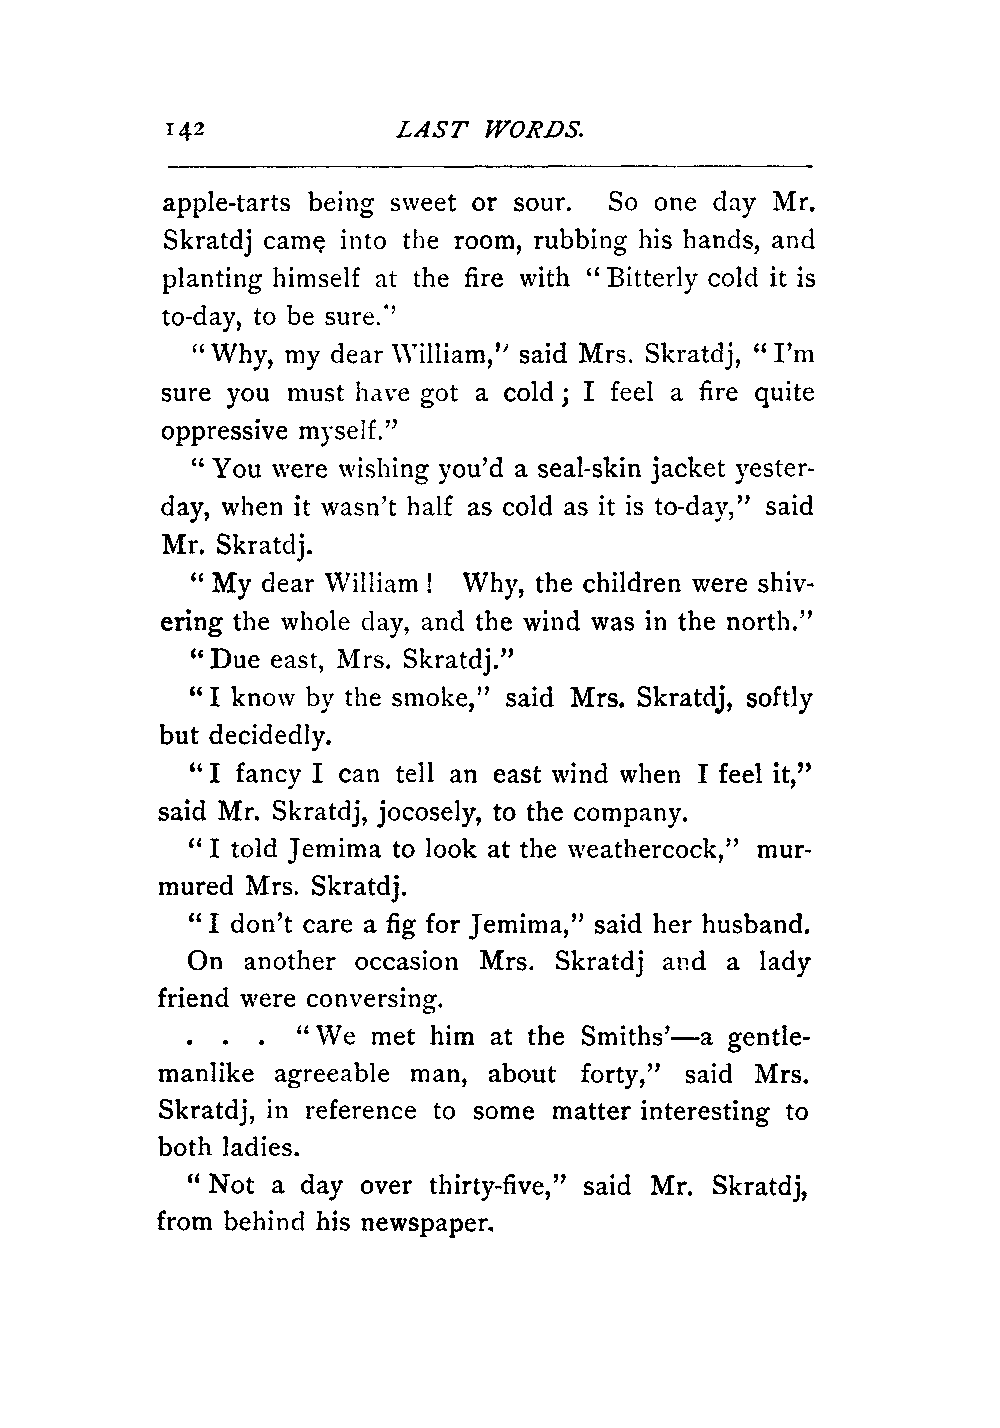 142 LAST WORDS.
apple-tarts being sweet or sour. So one day Mr.
Skratdj came into the room, rubbing his hands, and
planting himself at the fire with “Bitterly cold it is
to-day, to be sure.”
“Why, my dear William,” said Mrs. Skratdj, “I’m
sure you must have got a cold; I feel a fire quite
oppressive myself.”
“You were wishing you’d a seal-skin jacket yester-
day, when it wasn’t half as cold as it is to-day,” said
Mr. Skratdj.
“My dear William! Why, the children were shiv-
ering the whole day, and the wind was in the north.”
“Due east, Mrs. Skratdj.”
“I know by the smoke,” said Mrs. Skratdj, softly
but decidedly.
“I fancy I can tell an east wind when I feel it,”
said Mr. Skratdj, jocosely, to the company.
“I told Jemima to look at the weathercock,” mur-
mured Mrs. Skratdj.
“I don’t care a fig for Jemima,” said her husband.
On another occasion Mrs. Skratdj and a lady
friend were conversing.
. . . “We met him at the Smiths’—a gentle-
manlike agreeable man, about forty,” said Mrs.
Skratdj, in reference to some matter interesting to
both ladies.
“Not a day over thirty-five,” said Mr. Skratdj,
from behind his newspaper.